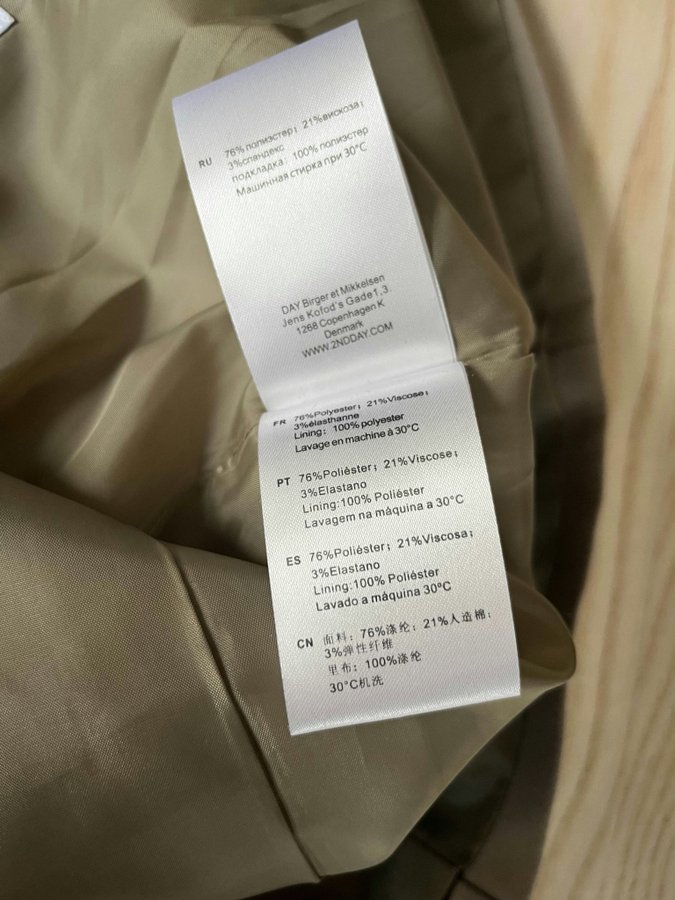 RU 76% полиэстер; 21%вискоза;
3%спандекс
подкладка: 100% полиэстер
Машинная стирка при 30°C
DAY Birger et Mikkelsen
Jens Kofod's Gade1,3.
1268 Copenhagen K
Denmark
WWW.2NDDAY.COM
FR 76%Polyester; 21%Viscose;
3%élasthanne
Lining: 100% polyester
Lavage en machine à 30°C
PT 76%Poliéster; 21%Viscose;
3%Elastano
Lining:100% Poliéster
Lavagem na máquina a 30°C
ES 76%Poliéster; 21%Viscosa;
3%Elastano
Lining:100% Poliéster
Lavado a máquina 30ºC
CN 面料: 76%涤纶; 21%人造棉;
3%弹性纤维
里布: 100%涤纶
30°C机洗